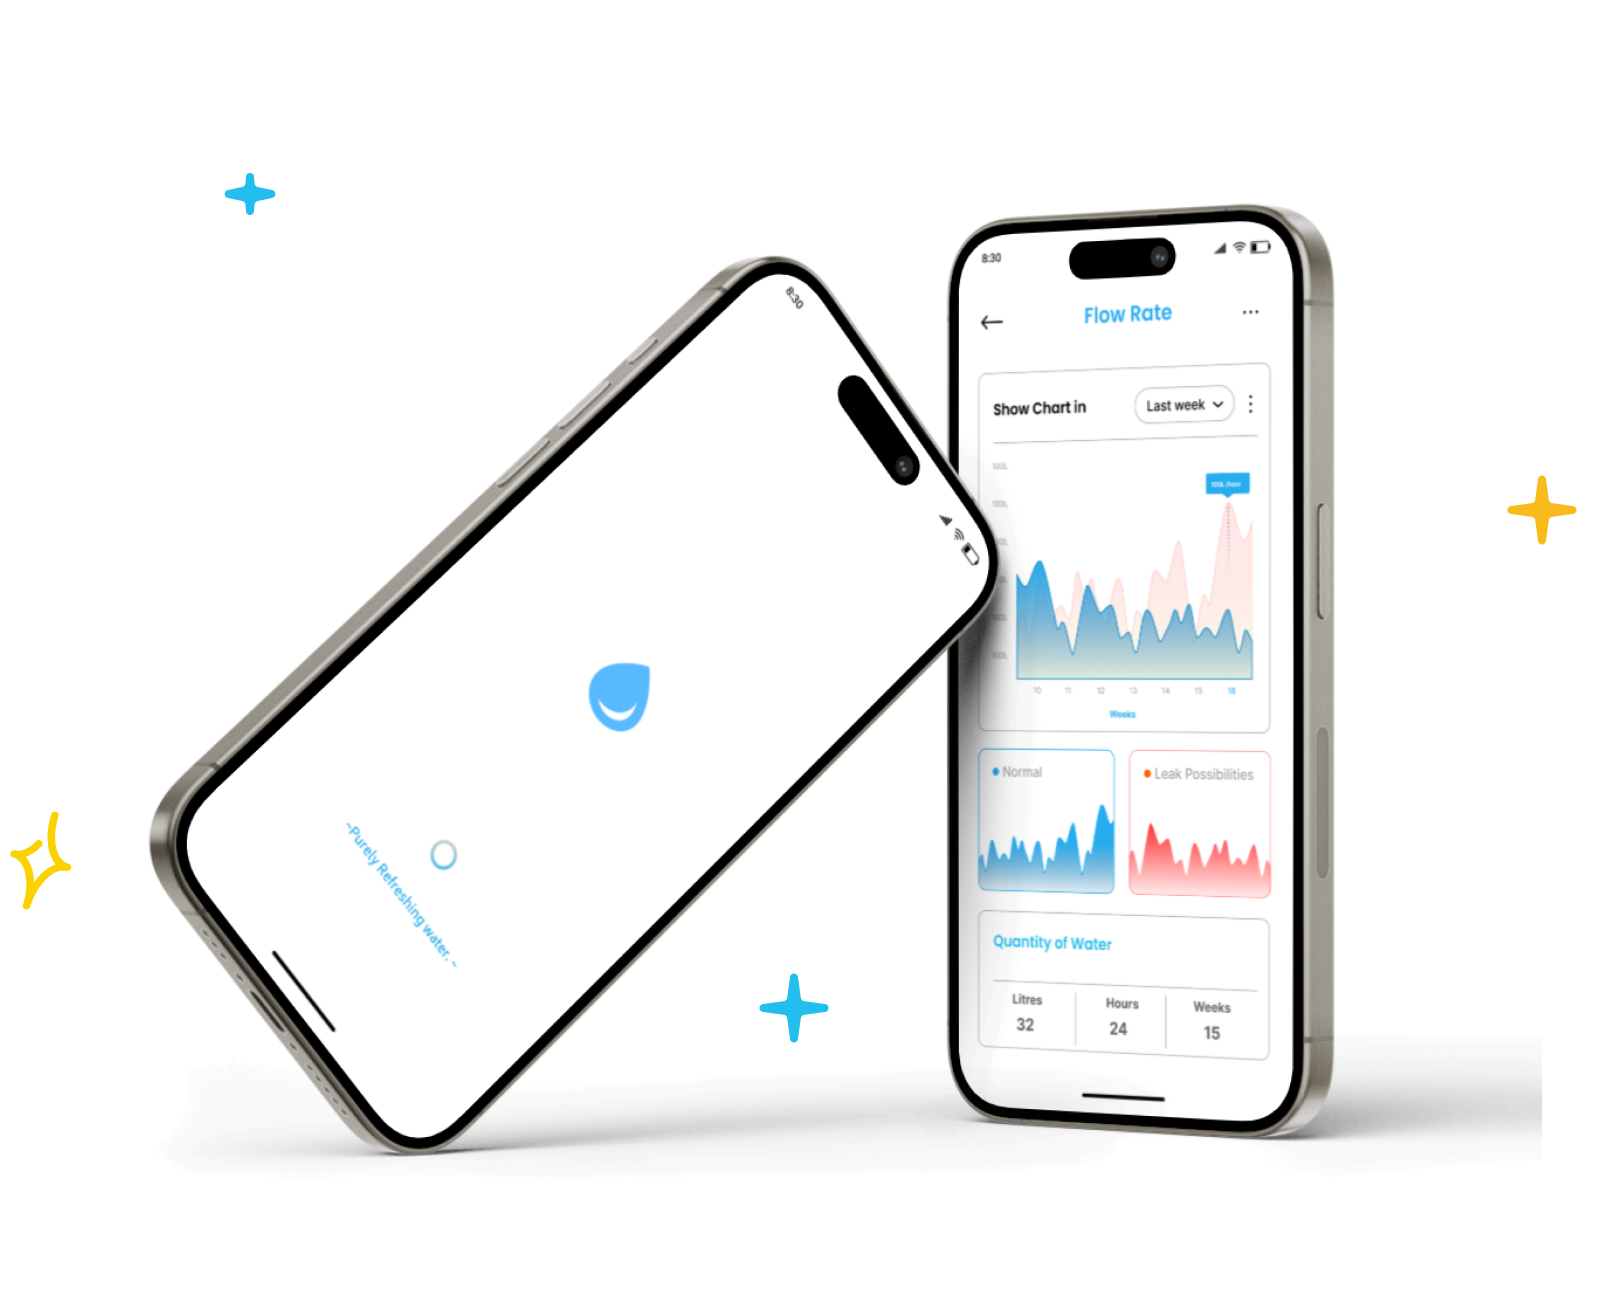 8:30
~Purely Refreshing water. ~
8:30
Flow Rate
Show Chart in
Last week
100L
100L /hour
100L
100L
100L
10 11 12 13 14 15 16
Weeks
Normal
Leak Possibilities
Quantity of Water
Litres Hours Weeks
32 24 15